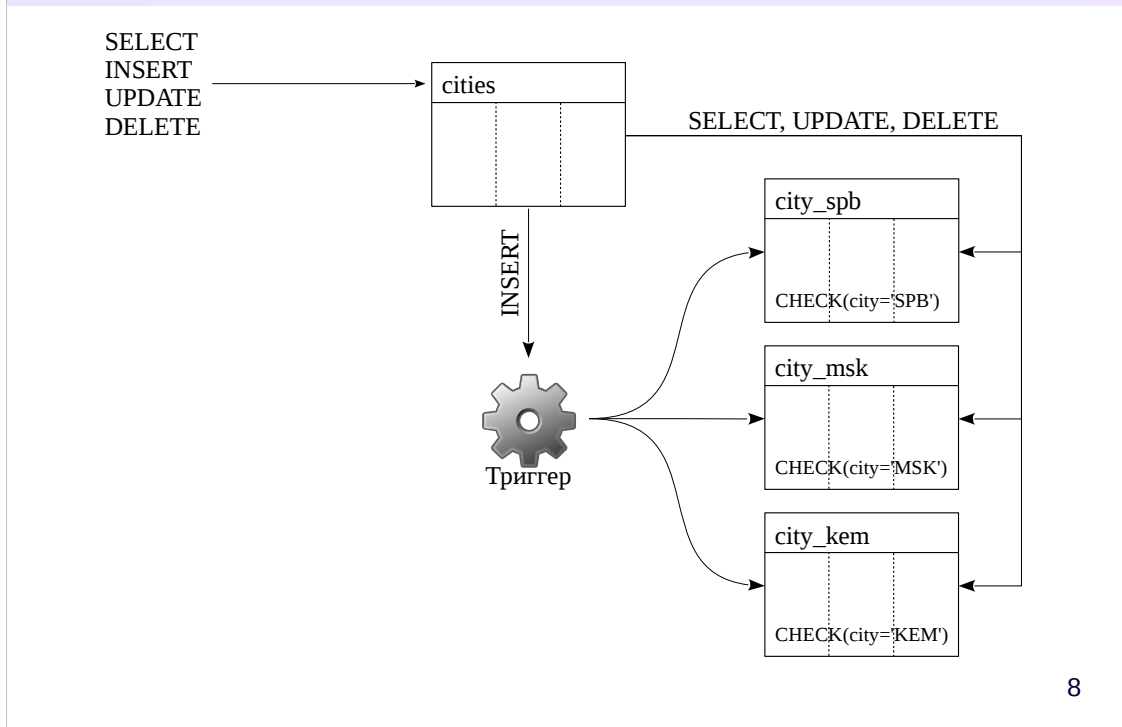 SELECT
INSERT
UPDATE
DELETE
cities
SELECT, UPDATE, DELETE
city_spb
CHECK(city='SPB')
INSERT
city_msk
CHECK(city='MSK')
Триггер
city_kem
CHECK(city='KEM')
8